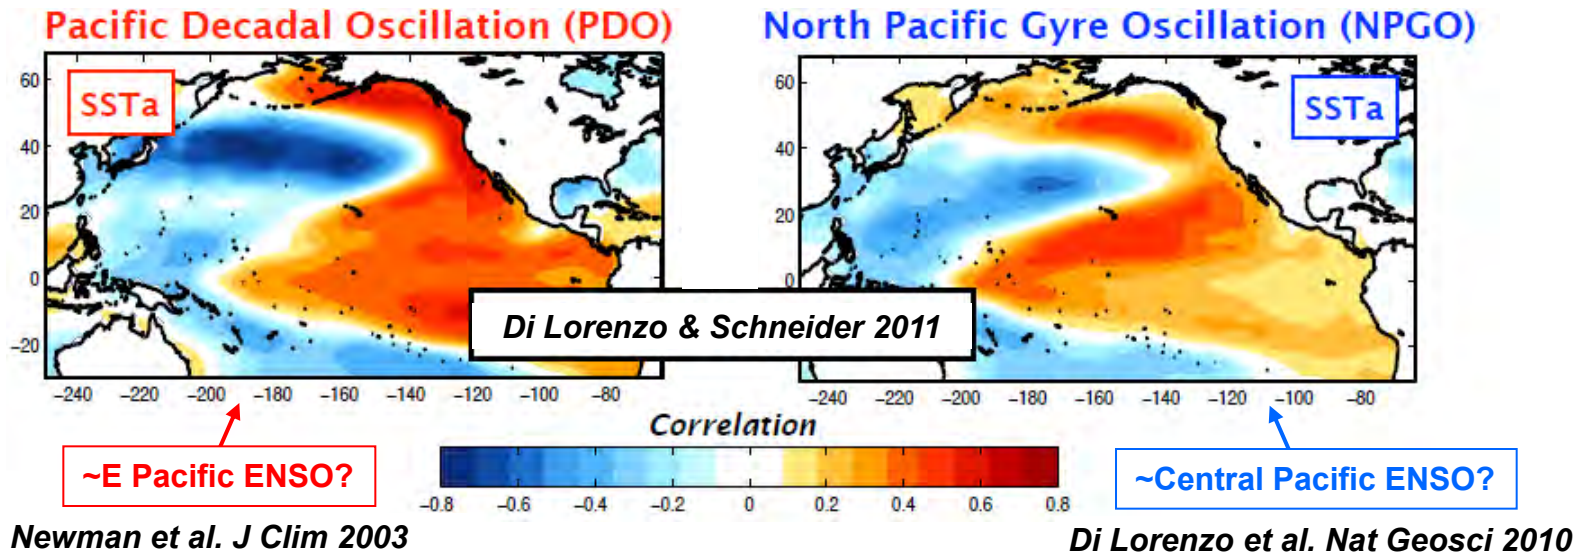 Pacific Decadal Oscillation (PDO)
North Pacific Gyre Oscillation (NPGO)
SSTa
SSTa
60
40
20
0
−20
60
40
20
0
Di Lorenzo & Schneider 2011
−240 −220 −200 −180 −160 −140 −120 −100 −80
−240 −220 −200 −180 −160 −140 −120 −100 −80
Correlation
−0.8 −0.6 −0.4 −0.2 0 0.2 0.4 0.6 0.8
~E Pacific ENSO?
~Central Pacific ENSO?
Newman et al. J Clim 2003
Di Lorenzo et al. Nat Geosci 2010